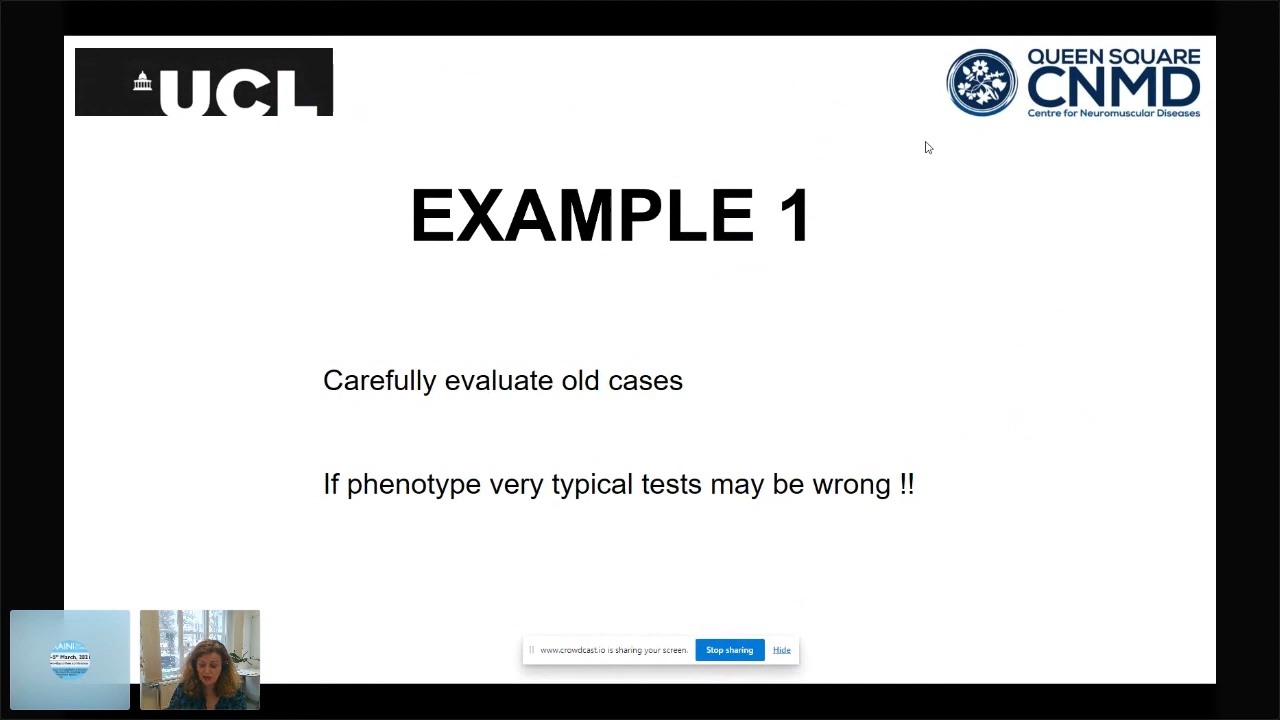 UCL
QUEEN SQUARE
CNMD
Centre for Neuromuscular Diseases
EXAMPLE 1
Carefully evaluate old cases
If phenotype very typical tests may be wrong !!
www.crowdcast.io is sharing your screen.
Stop sharing
Hide